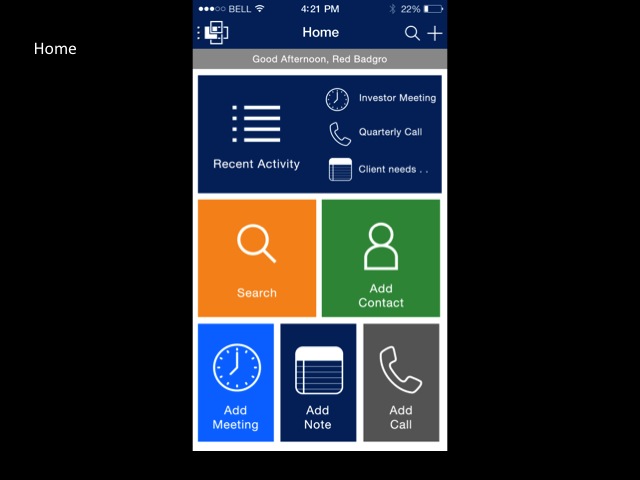 Home
BELL 4:21 PM 22%
Home
Good Afternoon, Red Badgro
Investor Meeting
Quarterly Call
Client needs . .
Recent Activity
Search
Add
Contact
Add
Meeting
Add
Note
Add
Call